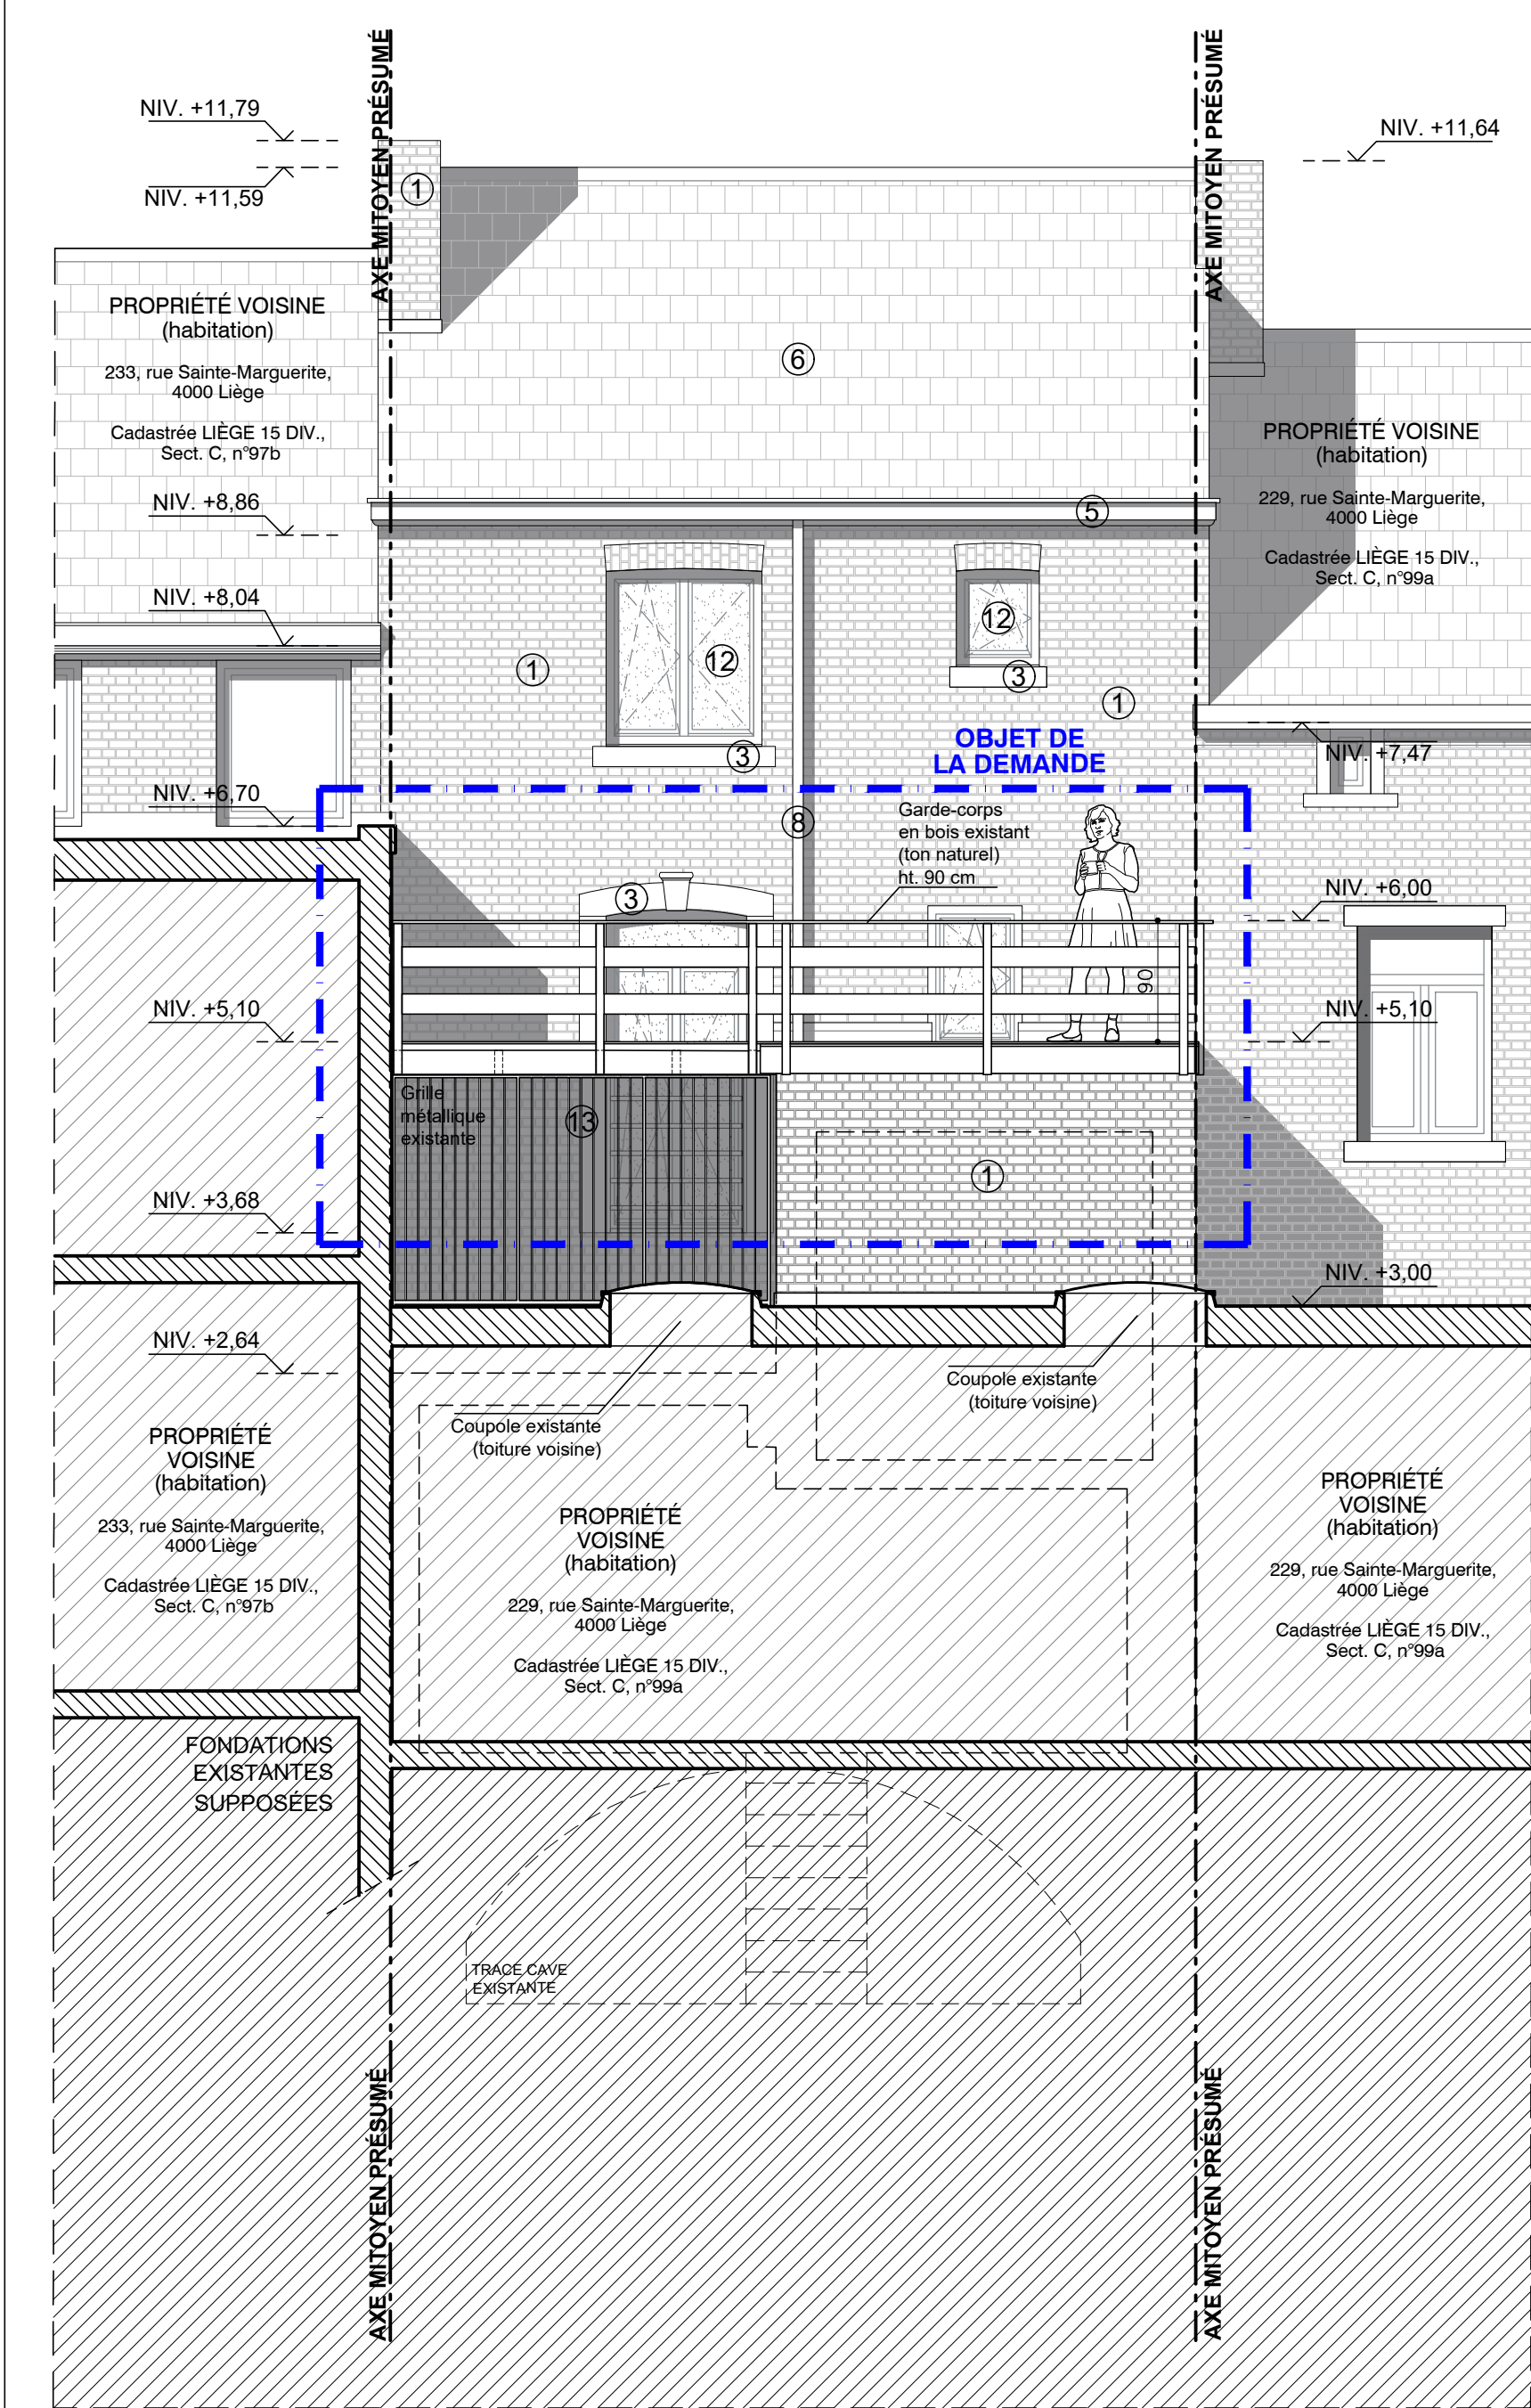 AXE MITOYEN PRÉSUMÉ
AXE MITOYEN PRÉSUMÉ
NIV. +11,79
NIV. +11,59
NIV. +11,64
1
PROPRIÉTÉ VOISINE
(habitation)
233, rue Sainte-Marguerite,
4000 Liège
Cadastrée LIÈGE 15 DIV.,
Sect. C, n°97b
6
PROPRIÉTÉ VOISINE
(habitation)
229, rue Sainte-Marguerite,
4000 Liège
Cadastrée LIÈGE 15 DIV.,
Sect. C, n°99a
NIV. +8,86
5
NIV. +8,04
12
12
1
3
1
3
OBJET DE
LA DEMANDE
NIV. +7,47
NIV. +6,70
8
Garde-corps
en bois existant
(ton naturel)
ht. 90 cm
3
NIV. +6,00
90
NIV. +5,10
NIV. +5,10
Grille
métallique
existante
13
1
NIV. +3,68
NIV. +3,00
NIV. +2,64
Coupole existante
(toiture voisine)
Coupole existante
(toiture voisine)
PROPRIÉTÉ
VOISINE
(habitation)
233, rue Sainte-Marguerite,
4000 Liège
Cadastrée LIÈGE 15 DIV.,
Sect. C, n°97b
PROPRIÉTÉ
VOISINE
(habitation)
229, rue Sainte-Marguerite,
4000 Liège
Cadastrée LIÈGE 15 DIV.,
Sect. C, n°99a
PROPRIÉTÉ
VOISINE
(habitation)
229, rue Sainte-Marguerite,
4000 Liège
Cadastrée LIÈGE 15 DIV.,
Sect. C, n°99a
FONDATIONS
EXISTANTES
SUPPOSÉES
TRACE CAVE
EXISTANTE
AXE MITOYEN PRÉSUMÉ
AXE MITOYEN PRÉSUMÉ